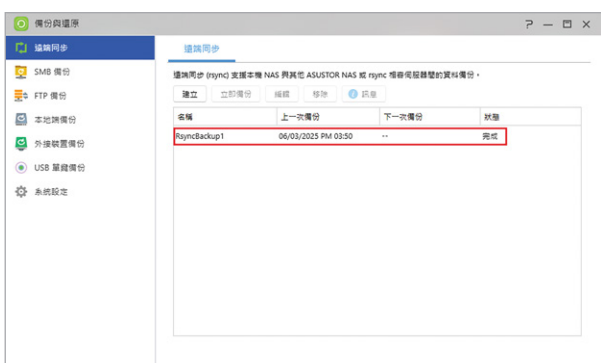 備份與還原
遠端同步
SMB 備份
FTP 備份
本地端備份
外接裝置備份
USB 單鍵備份
系統設定
遠端同步
遠端同步 (rsync) 支援本機 NAS 與其他 ASUSTOR NAS 或 rsync 相容伺服器間的資料備份。
建立 立即備份 編輯 移除 訊息
名稱 上一次備份 下一次備份 狀態
RsyncBackup1 06/03/2025 PM 03:50 -- 完成